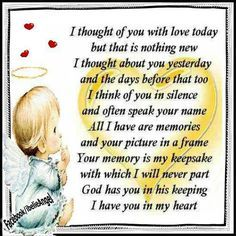 I thought of you with love today
but that is nothing new
I thought about you yesterday
and the days before that too
I think of you in silence
and often speak your name
All I have are memories
and your picture in a frame
Your memory is my keepsake
with which I will never part
God has you in his keeping
I have you in my heart